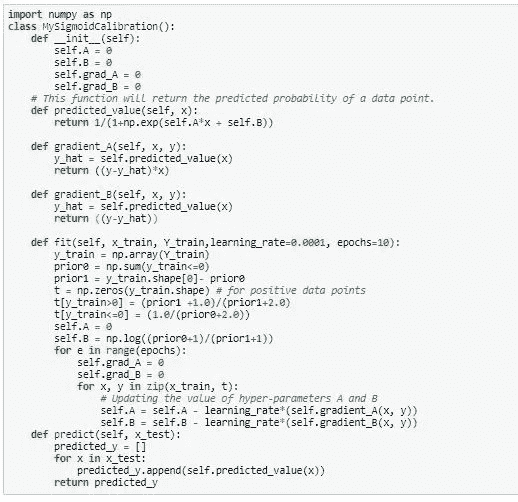 import numpy as np
class MySigmoidCalibration():
    def __init__(self):
        self.A = 0
        self.B = 0
        self.grad_A = 0
        self.grad_B = 0
    # This function will return the predicted probability of a data point.
    def predicted_value(self, x):
        return 1/(1+np.exp(self.A*x + self.B))

    def gradient_A(self, x, y):
        y_hat = self.predicted_value(x)
        return ((y-y_hat)*x)

    def gradient_B(self, x, y):
        y_hat = self.predicted_value(x)
        return ((y-y_hat))

    def fit(self, x_train, Y_train,learning_rate=0.0001, epochs=10):
        y_train = np.array(Y_train)
        prior0 = np.sum(y_train<=0)
        prior1 = y_train.shape[0]- prior0
        t = np.zeros(y_train.shape) # for positive data points
        t[y_train>0] = (prior1 +1.0)/(prior1+2.0)
        t[y_train<=0] = (1.0/(prior0+2.0))
        self.A = 0
        self.B = np.log((prior0+1)/(prior1+1))
        for e in range(epochs):
            self.grad_A = 0
            self.grad_B = 0
            for x, y in zip(x_train, t):
                # Updating the value of hyper-parameters A and B
                self.A = self.A - learning_rate*(self.gradient_A(x, y))
                self.B = self.B - learning_rate*(self.gradient_B(x, y))
    def predict(self, x_test):
        predicted_y = []
        for x in x_test:
            predicted_y.append(self.predicted_value(x))
        return predicted_y